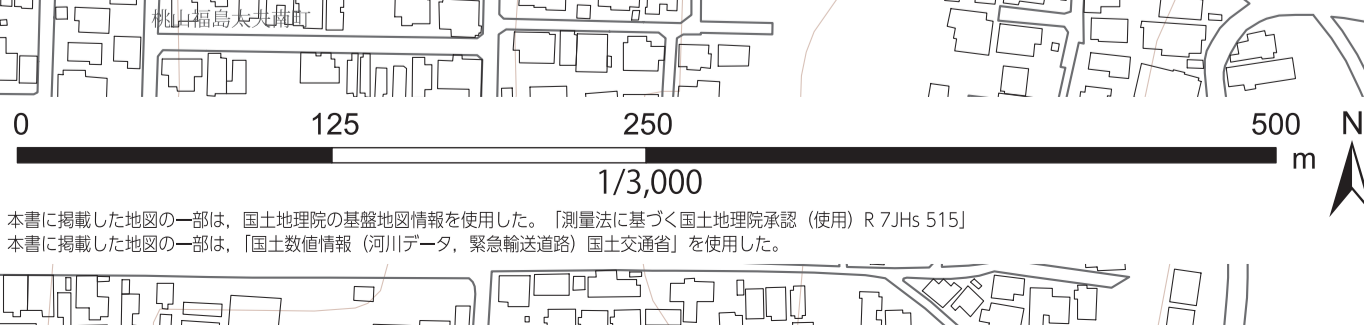 桃山福島太夫南町
0 125 250 500 N
m
1/3,000
本書に掲載した地図の一部は，国土地理院の基盤地図情報を使用した。「測量法に基づく国土地理院承認（使用）R 7JHs 515」
本書に掲載した地図の一部は，「国土数値情報（河川データ，緊急輸送道路）国土交通省」を使用した。